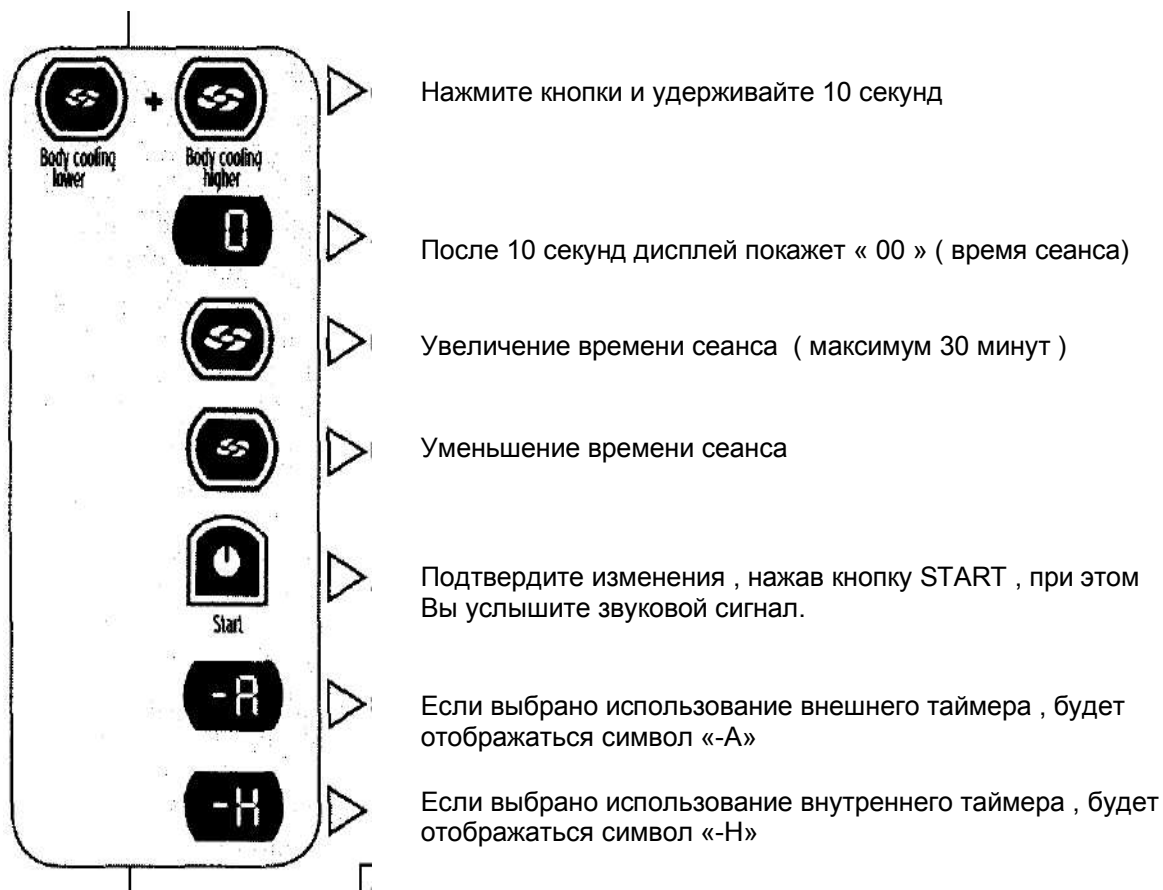 +
Body cooling lower
Body cooling higher
Нажмите кнопки и удерживайте 10 секунд
0
После 10 секунд дисплей покажет « 00 » ( время сеанса)
Увеличение времени сеанса ( максимум 30 минут )
Уменьшение времени сеанса
Start
Подтвердите изменения , нажав кнопку START , при этом
Вы услышите звуковой сигнал.
-A
Если выбрано использование внешнего таймера , будет
отображаться символ «-А»
-H
Если выбрано использование внутреннего таймера , будет
отображаться символ «-Н»